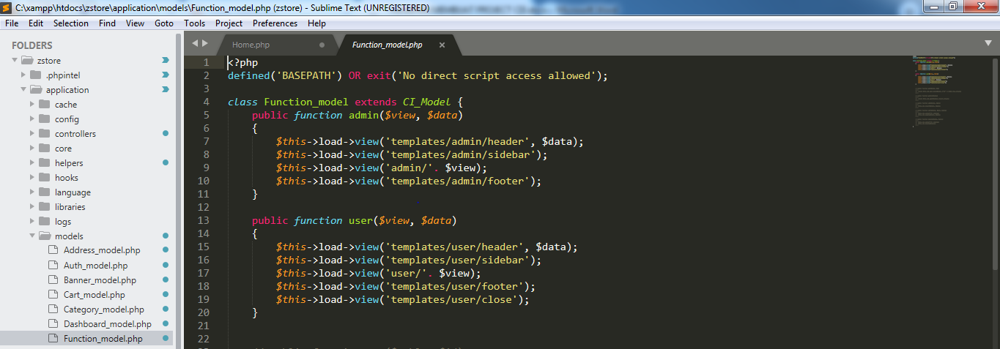 C:\xampp\htdocs\zstore\application\models\Function_model.php (zstore) - Sublime Text (UNREGISTERED)
File Edit Selection Find View Goto Tools Project Preferences Help
FOLDERS
zstore
.phpintel
application
cache
config
controllers
core
helpers
hooks
language
libraries
logs
models
Address_model.php
Auth_model.php
Banner_model.php
Cart_model.php
Category_model.php
Dashboard_model.php
Function_model.php
Home.php Function_model.php
1 <?php
2 defined('BASEPATH') OR exit('No direct script access allowed');
3
4 class Function_model extends CI_Model {
5 public function admin($view, $data)
6 {
7 $this->load->view('templates/admin/header', $data);
8 $this->load->view('templates/admin/sidebar');
9 $this->load->view('admin/'. $view);
10 $this->load->view('templates/admin/footer');
11 }
12
13 public function user($view, $data)
14 {
15 $this->load->view('templates/user/header', $data);
16 $this->load->view('templates/user/sidebar');
17 $this->load->view('user/'. $view);
18 $this->load->view('templates/user/footer');
19 $this->load->view('templates/user/close');
20 }
21
22